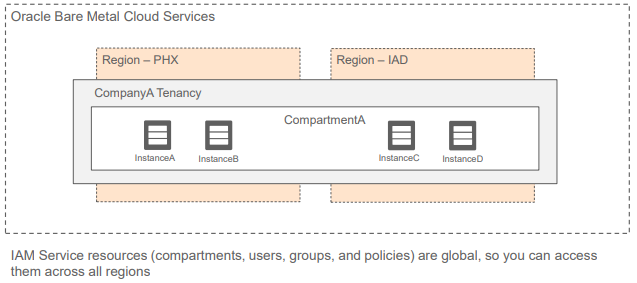 Oracle Bare Metal Cloud Services
Region – PHX
Region – IAD
CompanyA Tenancy
CompartmentA
InstanceA
InstanceB
InstanceC
InstanceD
IAM Service resources (compartments, users, groups, and policies) are global, so you can access
them across all regions